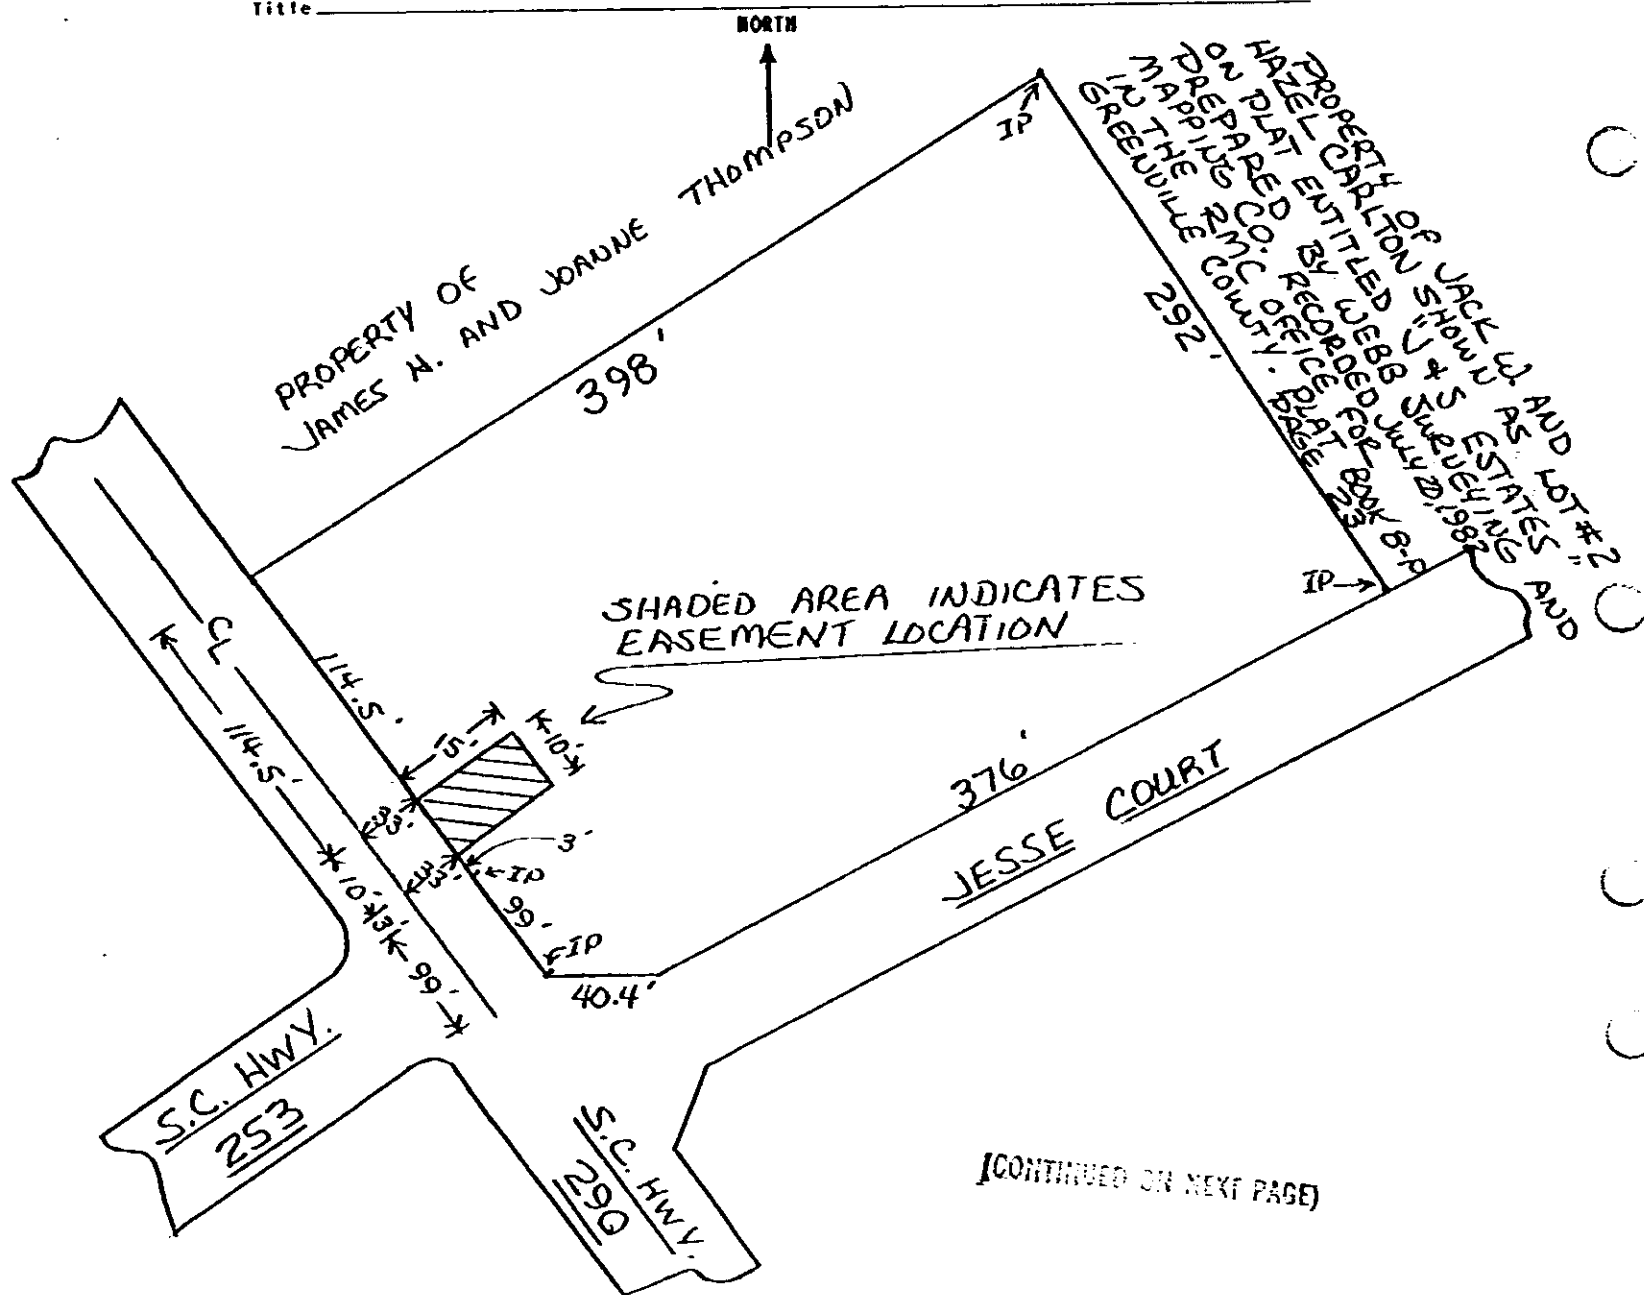 Title
NORTH
PROPERTY OF
JAMES H. AND JOANNE THOMPSON
398'
IP
PROPERTY OF JACK W. AND
HAZEL CARLTON SHOWN AS LOT #2
ON PLAT ENTITLED "J & S ESTATES"
PREPARED BY WEBB SURVEYING AND
MAPPING CO. RECORDED JULY 20, 1982
IN THE RMC OFFICE FOR
GREENVILLE COUNTY. PLAT BOOK 8-P
PAGE 23
292'
IP
SHADED AREA INDICATES
EASEMENT LOCATION
CL
114.5'
114.5'
15'
10'
33'
33'
3'
IP
99'
IP
40.4'
10'
3'
99'
376'
JESSE COURT
S.C. HWY.
253
S.C. HWY.
290
(CONTINUED ON NEXT PAGE)